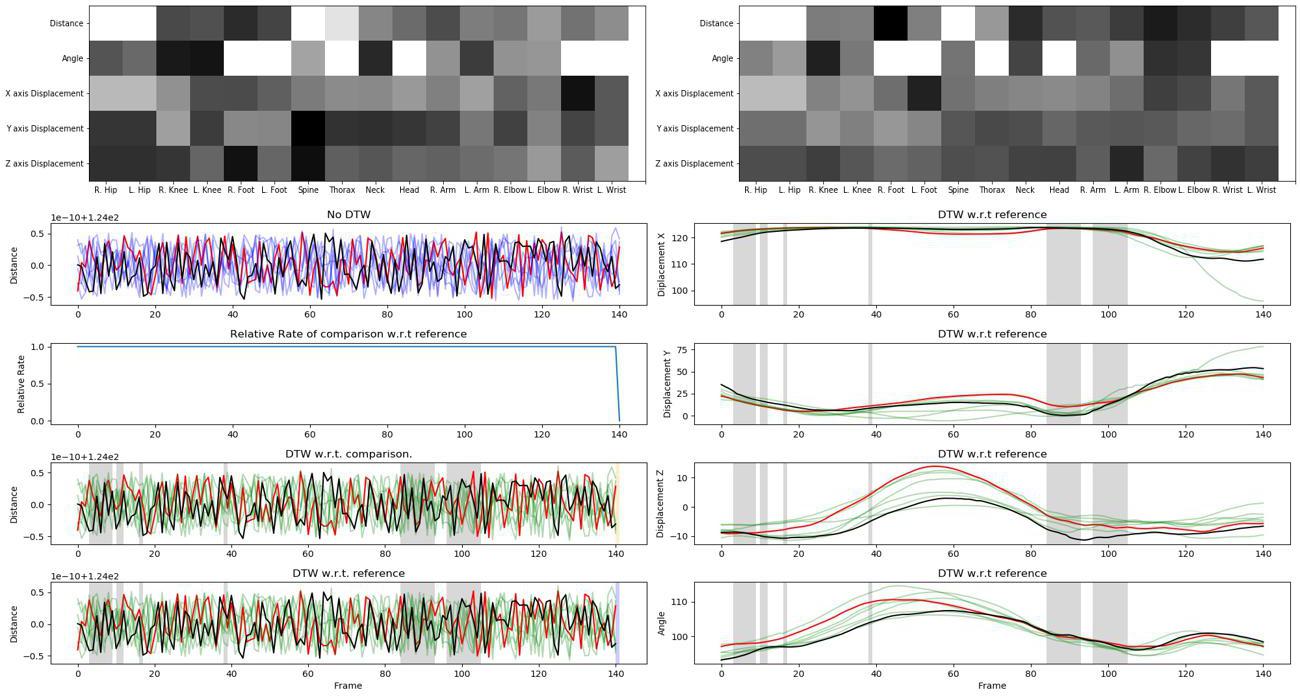 Distance
Angle
X axis Displacement
Y axis Displacement
Z axis Displacement
R. Hip L. Hip R. Knee L. Knee R. Foot L. Foot Spine Thorax Neck Head R. Arm L. Arm R. Elbow L. Elbow R. Wrist L. Wrist
Distance
Angle
X axis Displacement
Y axis Displacement
Z axis Displacement
R. Hip L. Hip R. Knee L. Knee R. Foot L. Foot Spine Thorax Neck Head R. Arm L. Arm R. Elbow L. Elbow R. Wrist L. Wrist
No DTW
1e−10+1.24e2
Distance
0.5
0.0
−0.5
0 20 40 60 80 100 120 140
Relative Rate of comparison w.r.t reference
Relative Rate
1.0
0.5
0.0
0 20 40 60 80 100 120 140
DTW w.r.t. comparison.
1e−10+1.24e2
Distance
0.5
0.0
−0.5
0 20 40 60 80 100 120 140
DTW w.r.t. reference
1e−10+1.24e2
Distance
0.5
0.0
−0.5
0 20 40 60 80 100 120 140
Frame
DTW w.r.t reference
Diplacement X
120
110
100
0 20 40 60 80 100 120 140
DTW w.r.t reference
Displacement Y
75
50
25
0
0 20 40 60 80 100 120 140
DTW w.r.t reference
Displacement Z
10
0
−10
0 20 40 60 80 100 120 140
DTW w.r.t reference
Angle
110
100
0 20 40 60 80 100 120 140
Frame